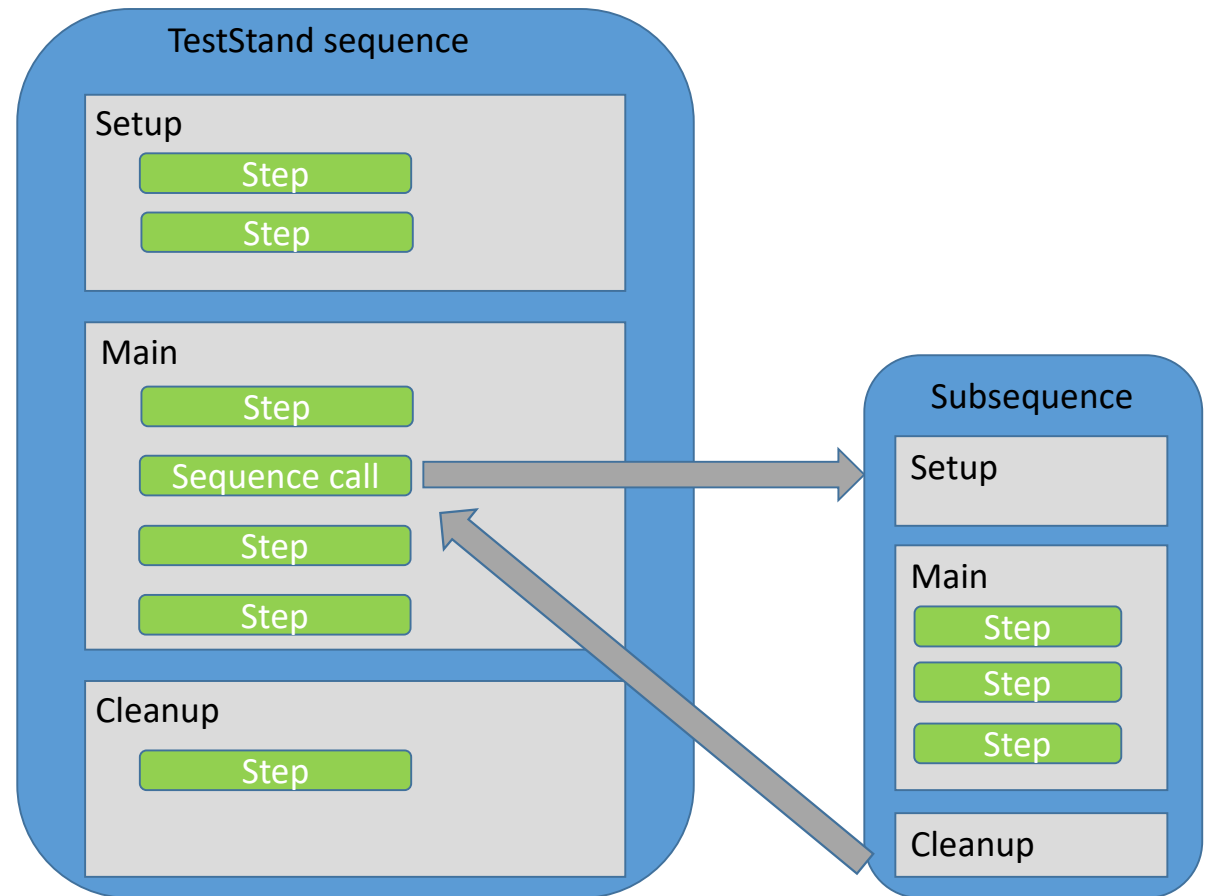 TestStand sequence
Setup
Step
Step
Main
Step
Sequence call
Step
Step
Cleanup
Step
Subsequence
Setup
Main
Step
Step
Step
Cleanup